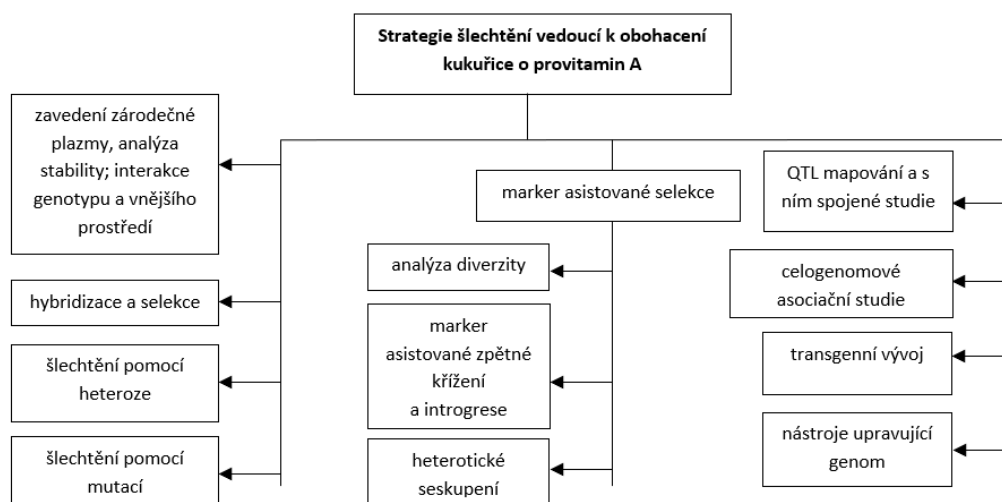 Strategie šlechtění vedoucí k obohacení
kukuřice o provitamin A
zavedení zárodečné
plazmy, analýza
stability; interakce
genotypu a vnějšího
prostředí
hybridizace a selekce
šlechtění pomocí
heteroze
šlechtění pomocí
mutací
marker asistované selekce
analýza diverzity
marker
asistované zpětné
křížení
a introgrese
heterotické
seskupení
QTL mapování a s
ním spojené studie
celogenomové
asociační studie
transgenní vývoj
nástroje upravující
genom